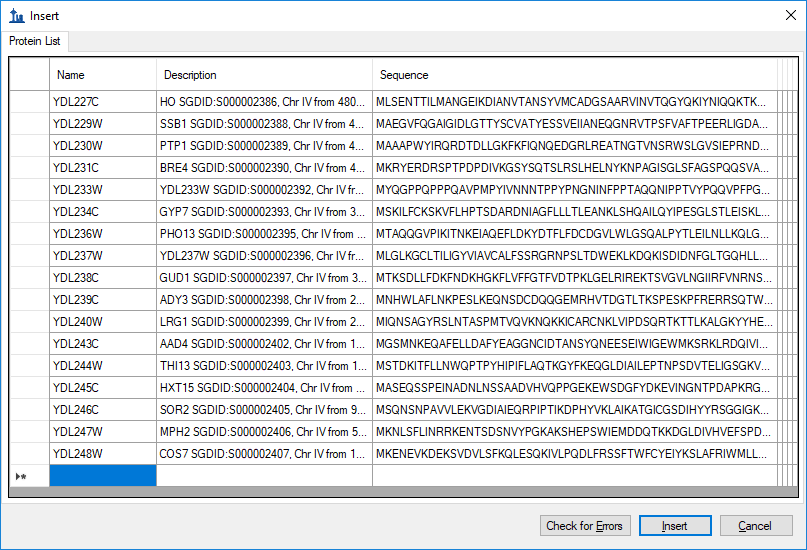 Insert
Protein List
Name Description Sequence
YDL227C HO SGDID:S000002386, Chr IV from 480... MLSENTTILMANGEIKDIANVTANSYVMCADGSAARVINVTQGYQKIYNIQQKTK...
YDL229W SSB1 SGDID:S000002388, Chr IV from 4... MAEGVFQGAIGIDLGTTYSCVATYESSVEIIANEQGNRVTPSFVAFTPEERLIGDA...
YDL230W PTP1 SGDID:S000002389, Chr IV from 4... MAAAPWYIRQRDTDLLGKFKFIQNQEDGRLREATNGTVNSRWSLGVSIEPRND...
YDL231C BRE4 SGDID:S000002390, Chr IV from 4... MKRYERDRSPTPDPDIVKGSYSQTSLRSLHELNYKNPAGISGLSFAGSPQQSVA...
YDL233W YDL233W SGDID:S000002392, Chr IV fr... MYQGPPQPPPQAVPMPYIVNNNTPPYPNGNINFPPTAQQNIPPTVYPQQVPFPG...
YDL234C GYP7 SGDID:S000002393, Chr IV from 3... MSKILFCKSKVFLHPTSDARDNIAGFLLLTLEANKLSHQAILQYIPESGLSTLEISKL...
YDL236W PHO13 SGDID:S000002395, Chr IV from ... MTAQQGVPIKITNKEIAQEFLDKYDTFLFDCDGVLWLGSQALPYTLEILNLLKQLG...
YDL237W YDL237W SGDID:S000002396, Chr IV fr... MLGLKGCLTILIGYVIAVCALFSSRGRNPSLTDWEKLKDQKISDIDNFGLTGQHLL...
YDL238C GUD1 SGDID:S000002397, Chr IV from 3... MTKSDLLFDKFNDKHGKFLVFFGTFVDTPKLGELRIREKTSVGVLNGIIRFVNRNS...
YDL239C ADY3 SGDID:S000002398, Chr IV from 2... MNHWLAFLNKPESLKEQNSDCDQQGEMRHVTDGTLTKSPESKPFRERRSQTW...
YDL240W LRG1 SGDID:S000002399, Chr IV from 2... MIQNSAGYRSLNTASPMTVQVKNQKKICARCNKLVIPDSQRTKTTLKALGKYYHE...
YDL243C AAD4 SGDID:S000002402, Chr IV from 1... MGSMNKEQAFELLDAFYEAGGNCIDTANSYQNEESEIWIGEWMKSRKLRDQIVI...
YDL244W THI13 SGDID:S000002403, Chr IV from 1... MSTDKITFLLNWQPTPYHIPIFLAQTKGYFKEQGLDIAILEPTNPSDVTELIGSGKV...
YDL245C HXT15 SGDID:S000002404, Chr IV from ... MASEQSSPEINADNLNSSAADVHVQPPGEKEWSDGFYDKEVINGNTPDAPKRG...
YDL246C SOR2 SGDID:S000002405, Chr IV from 9... MSQNSNPAVVLEKVGDIAIEQRPIPTIKDPHYVKLAIKATGICGSDIHYYRSGGIGK...
YDL247W MPH2 SGDID:S000002406, Chr IV from 5... MKNLSFLINRRKENTSDSNVYPGKAKSHEPSWIEMDDQTKKDGLDIVHVEFSPD...
YDL248W COS7 SGDID:S000002407, Chr IV from 1... MKENEVKDEKSVDVLSFKQLESQKIVLPQDLFRSSFTWFCYEIYKSLAFRIWMLL...
Check for Errors Insert Cancel